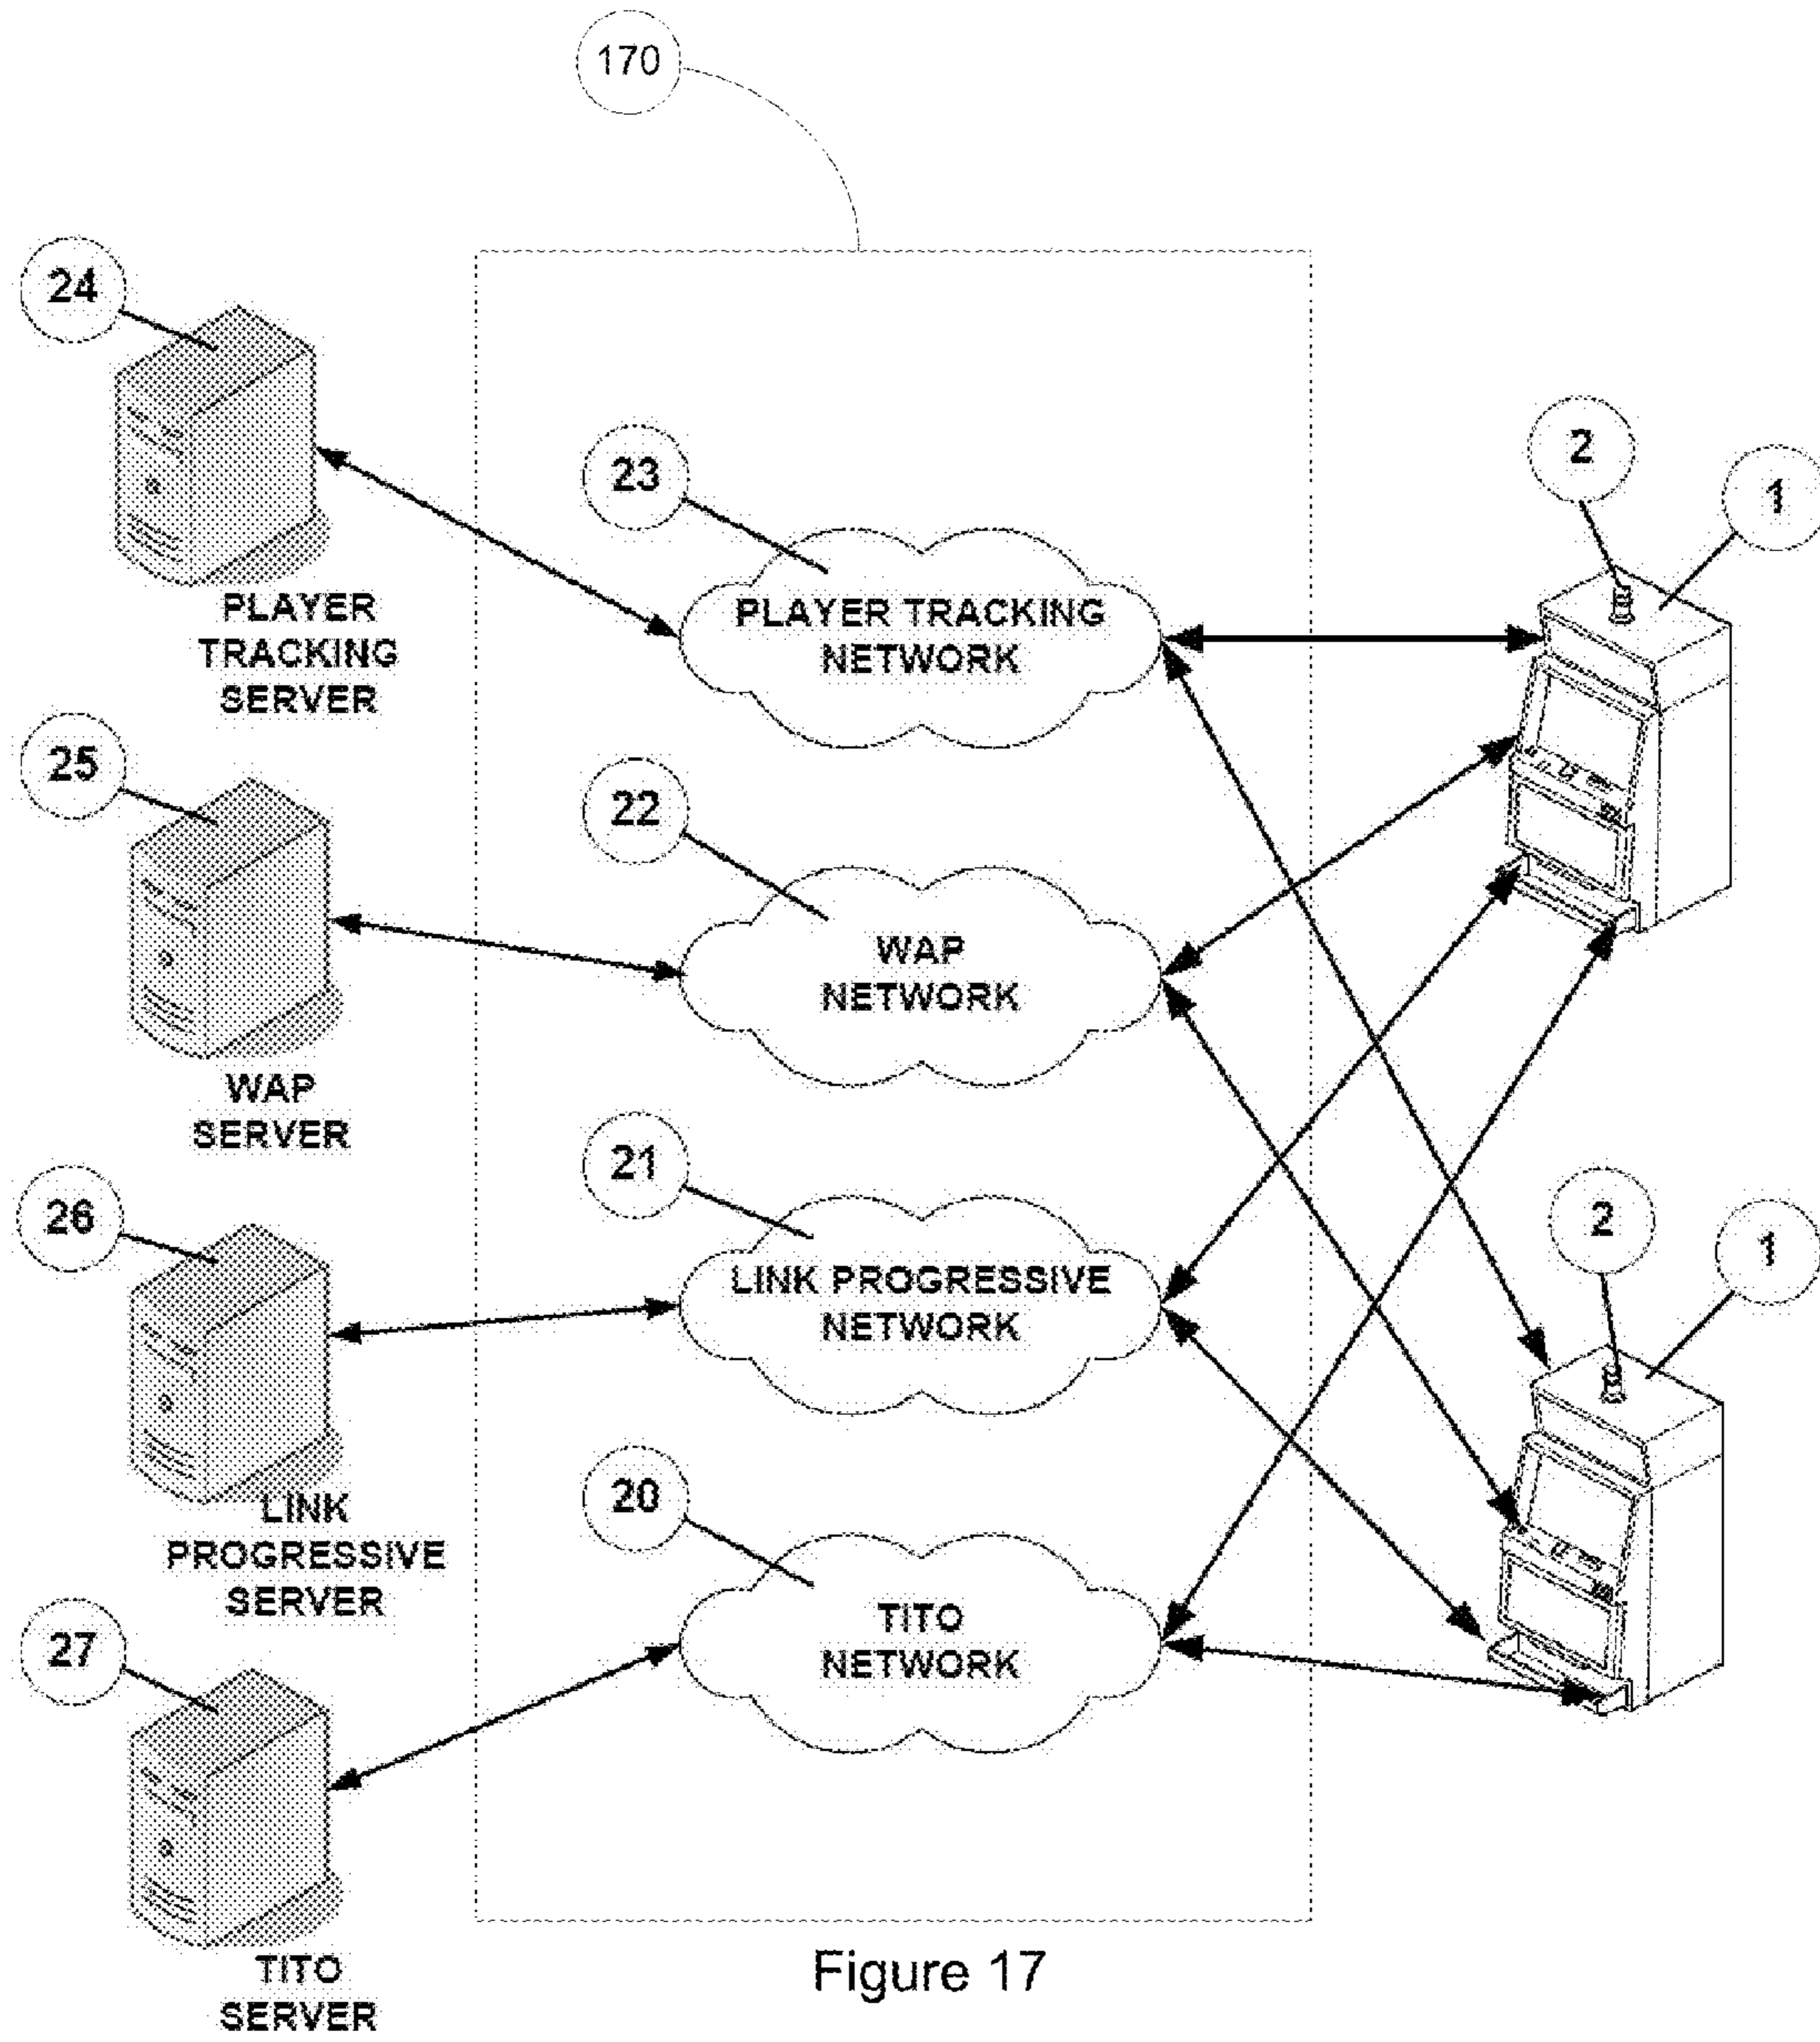 170
24
PLAYER
TRACKING
SERVER
23
PLAYER TRACKING
NETWORK
2
1
25
WAP
SERVER
22
WAP
NETWORK
26
LINK
PROGRESSIVE
SERVER
21
LINK PROGRESSIVE
NETWORK
2
1
27
TITO
SERVER
20
TITO
NETWORK
Figure 17